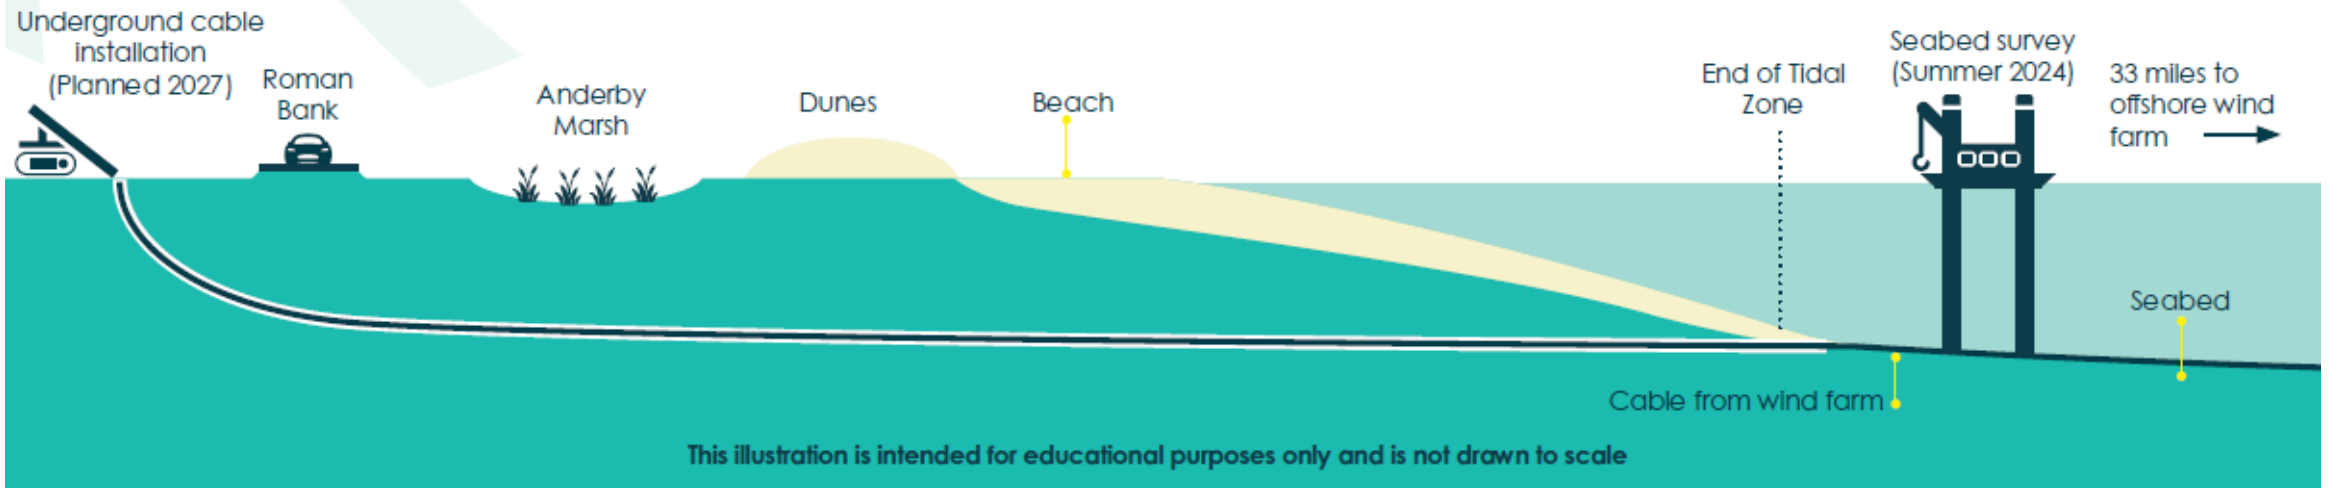 Underground cable
installation
(Planned 2027)
Roman
Bank
Anderby
Marsh
Dunes
Beach
End of Tidal
Zone
Seabed survey
(Summer 2024)
33 miles to
offshore wind
farm
Seabed
Cable from wind farm
This illustration is intended for educational purposes only and is not drawn to scale